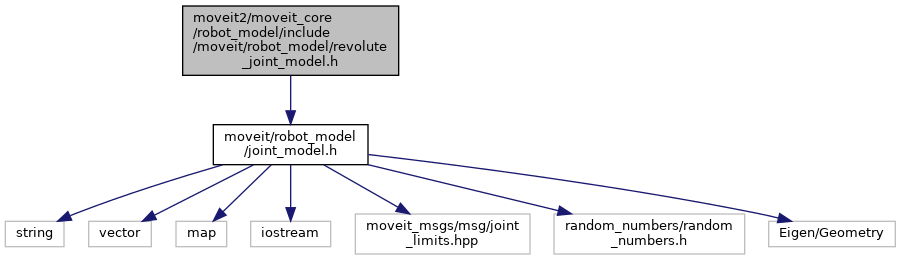 moveit2/moveit_core
/robot_model/include
/moveit/robot_model/revolute
_joint_model.h
moveit/robot_model
/joint_model.h
string
vector
map
iostream
moveit_msgs/msg/joint
_limits.hpp
random_numbers/random
_numbers.h
Eigen/Geometry